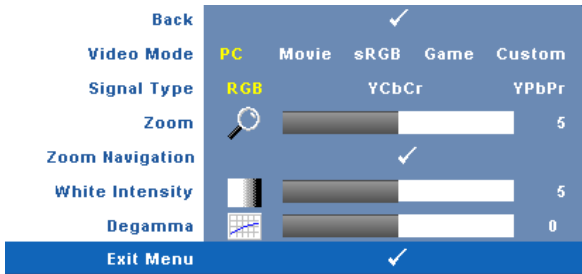 Back
Video Mode PC Movie sRGB Game Custom
Signal Type RGB YCbCr YPbPr
Zoom 5
Zoom Navigation
White Intensity 5
Degamma 0
Exit Menu